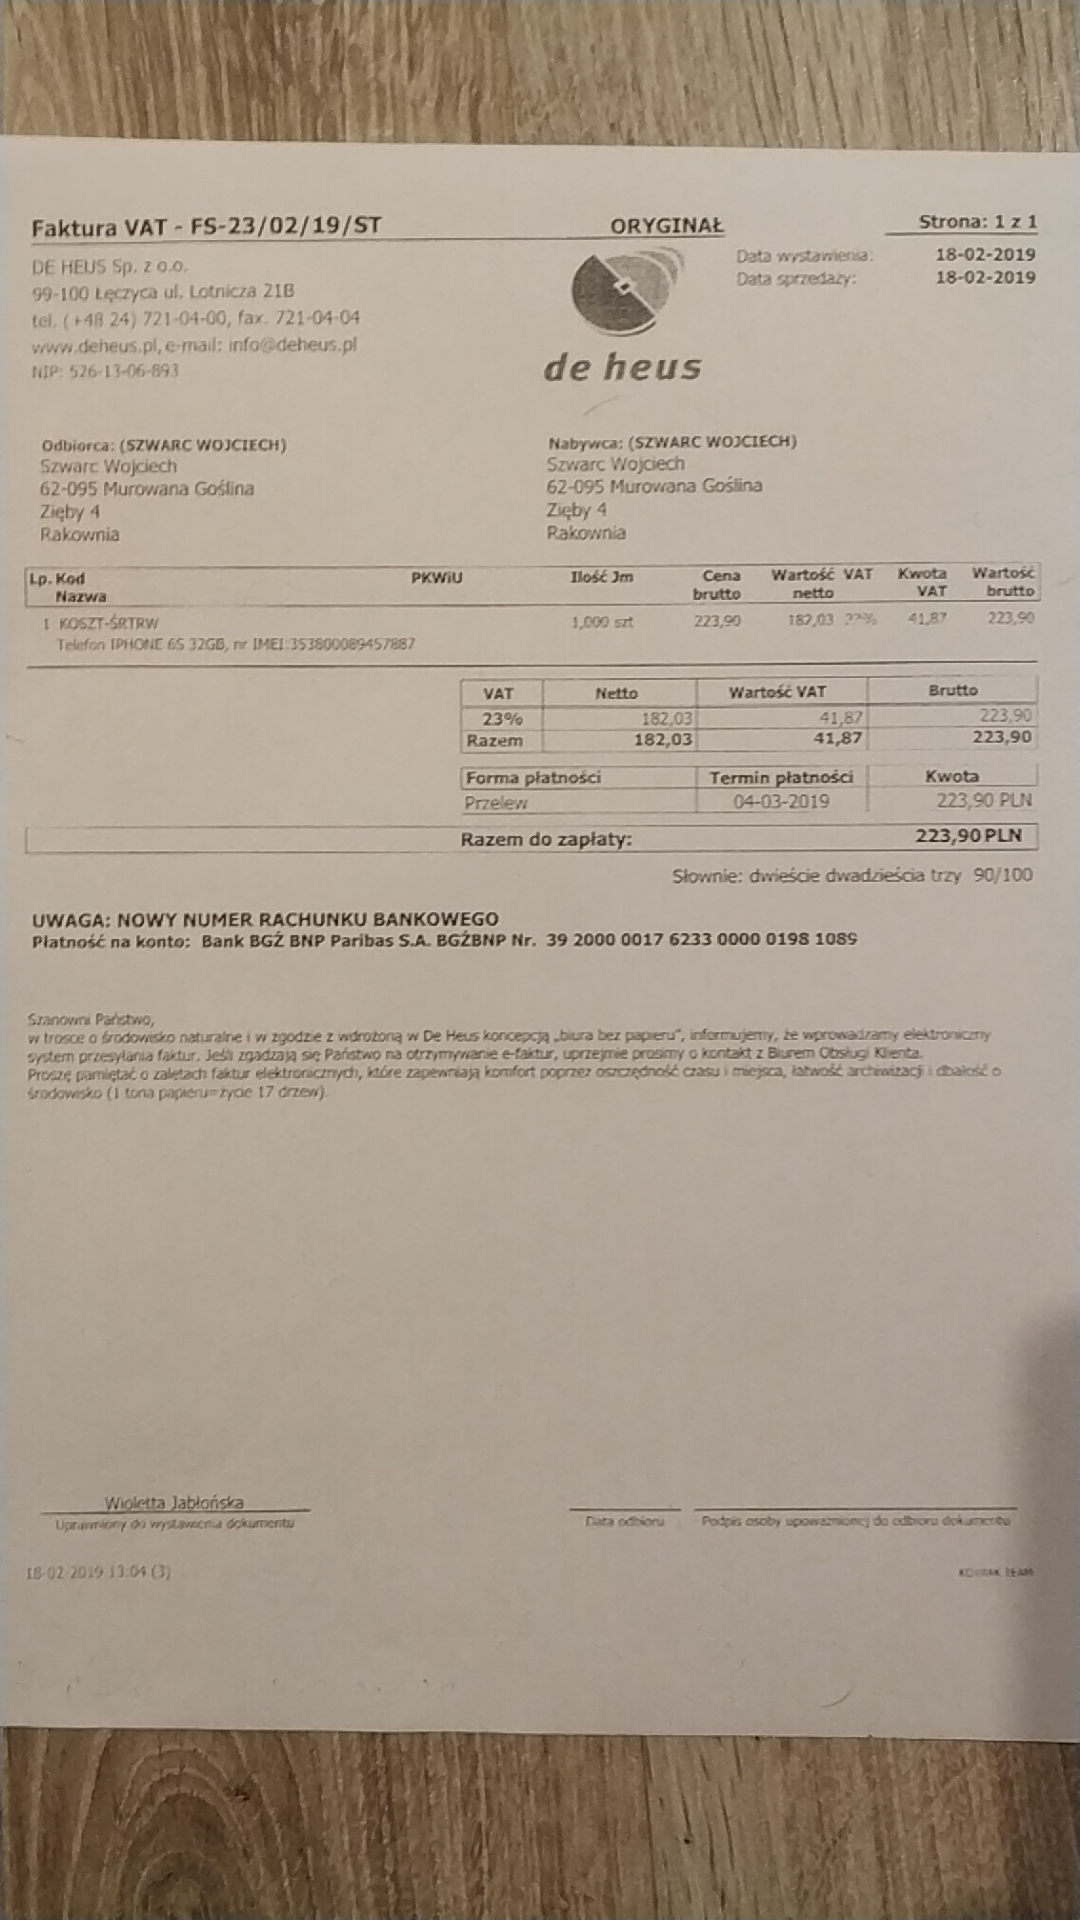 Faktura VAT - FS-23/02/19/ST
ORYGINAŁ
Strona: 1 z 1
DE HEUS Sp. z o.o.
99-100 Łęczyca ul. Lotnicza 21B
tel. (+48 24) 721-04-00, fax. 721-04-04
www.deheus.pl, e-mail: info@deheus.pl
NIP: 526-13-06-893
de heus
Data wystawienia: 18-02-2019
Data sprzedaży: 18-02-2019
Odbiorca: (SZWARC WOJCIECH)
Szwarc Wojciech
62-095 Murowana Goślina
Zięby 4
Rakownia
Nabywca: (SZWARC WOJCIECH)
Szwarc Wojciech
62-095 Murowana Goślina
Zięby 4
Rakownia
Lp. Kod PKWiU Ilość Jm Cena Wartość VAT Kwota Wartość
Nazwa brutto netto VAT brutto
1 KOSZT-ŚRTRW 1,000 szt 223,90 182,03 41,87 223,90
Telefon IPHONE 6S 32GB, nr IMEI:353800089457887
VAT Netto Wartość VAT Brutto
23% 182,03 41,87 223,90
Razem 182,03 41,87 223,90
Forma płatności Termin płatności Kwota
Przelew 04-03-2019 223,90 PLN
Razem do zapłaty: 223,90 PLN
Słownie: dwieście dwadzieścia trzy 90/100
UWAGA: NOWY NUMER RACHUNKU BANKOWEGO
Płatność na konto: Bank BGŻ BNP Paribas S.A. BGŻBNP Nr. 39 2000 0017 6233 0000 0198 1089
Szanowni Państwo,
w trosce o środowisko naturalne i w zgodzie z wdrożoną w De Heus koncepcją „biura bez papieru”, informujemy, że wprowadzamy elektroniczny
system przesyłania faktur. Jeśli zgadzają się Państwo na otrzymywanie e-faktur, uprzejmie prosimy o kontakt z Biurem Obsługi Klienta.
Proszę pamiętać o zaletach faktur elektronicznych, które zapewniają komfort poprzez oszczędność czasu i miejsca, łatwość archiwizacji i dbałość o
środowisko (1 tona papieru=życie 17 drzew).
Wioletta Jabłońska
Uprawniony do wystawienia dokumentu
Data odbioru
Podpis osoby upoważnionej do odbioru dokumentu
18-02-2019 13:04 (3)